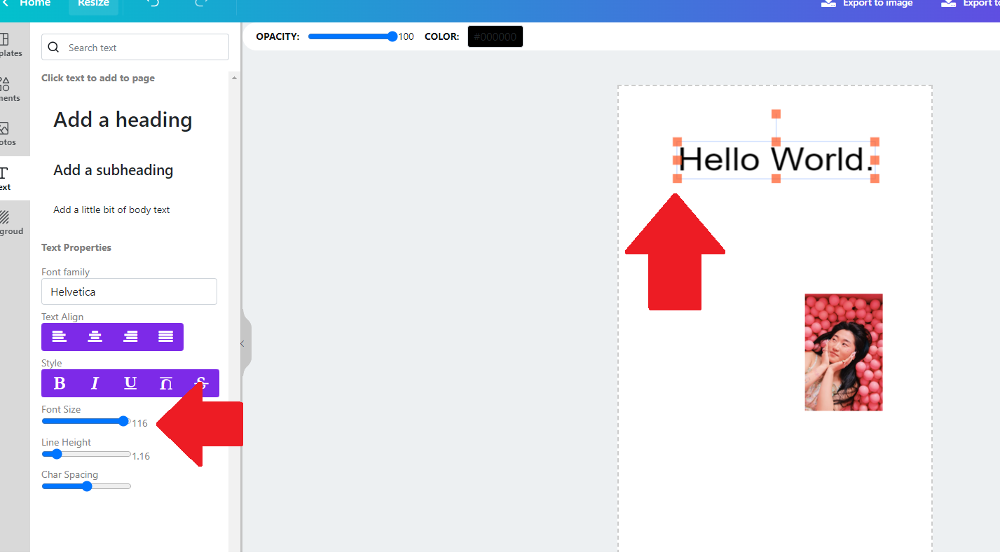 Home Resize Export to image Export to
OPACITY: 100 COLOR: #000000
Search text
plates
Click text to add to page
ments
Add a heading
otos
Add a subheading
Hello World.
ext
Add a little bit of body text
groud
Text Properties
Font family
Helvetica
Text Align
Style
B I U n S
Font Size
116
Line Height
1.16
Char Spacing